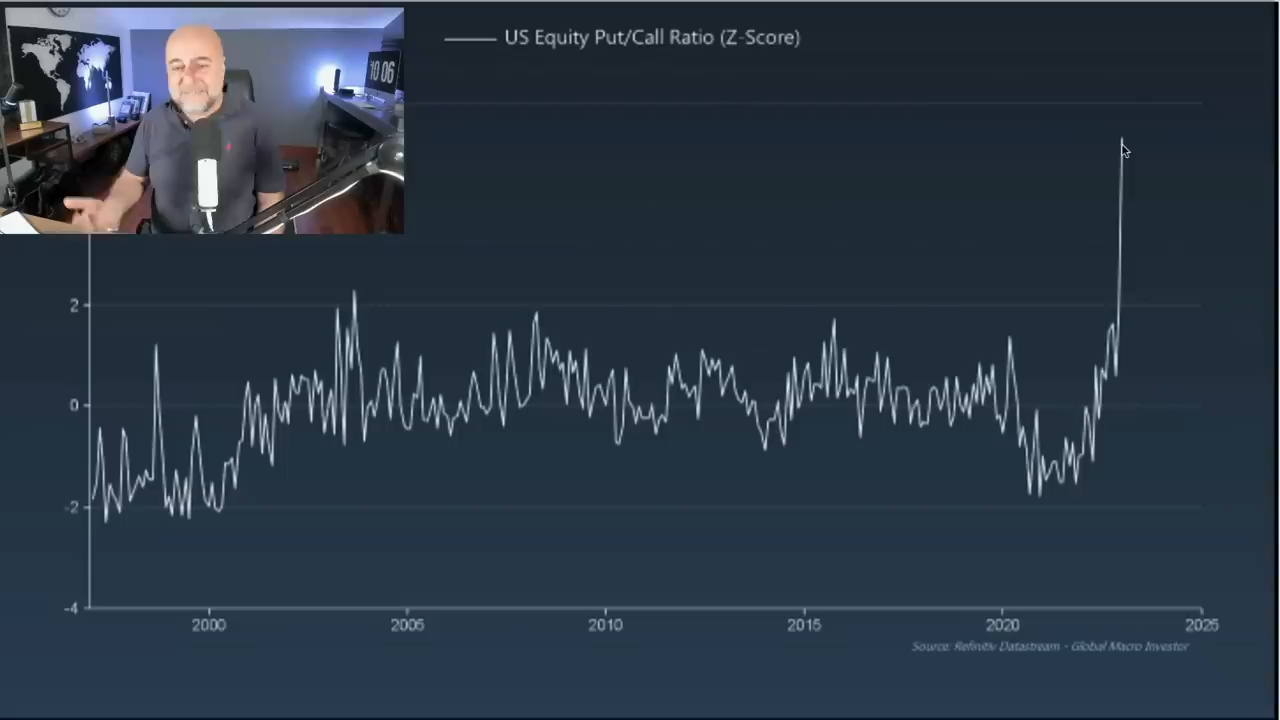 10 06
US Equity Put/Call Ratio (Z-Score)
2
0
-2
-4
2000 2005 2010 2015 2020 2025
Source: Refinitiv Datastream - Global Macro Investor